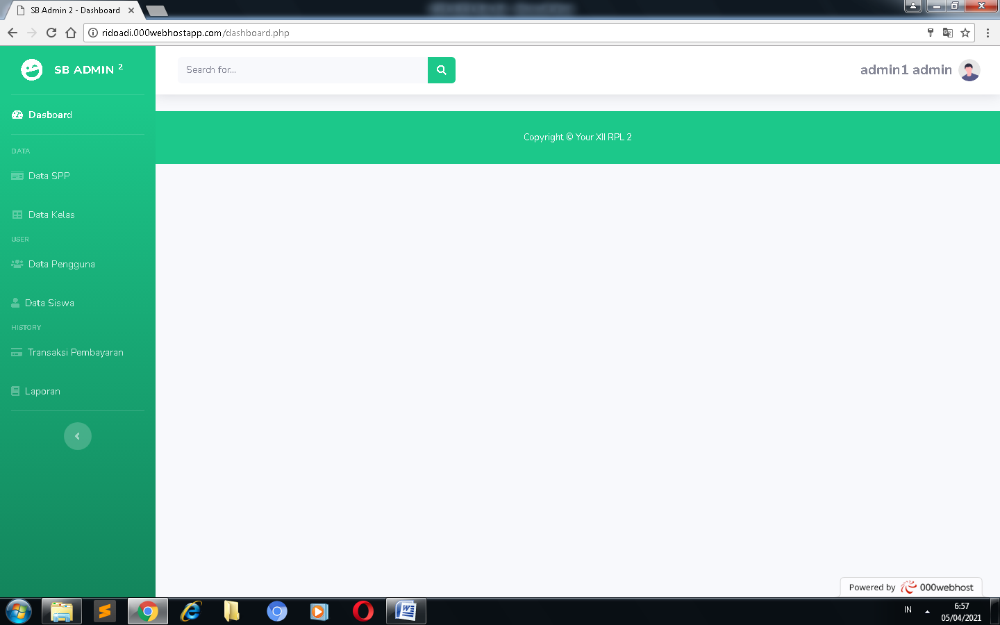 SB Admin 2 - Dashboard
ridoadi.000webhostapp.com/dashboard.php
SB ADMIN 2
Search for...
admin1 admin
Dasboard
Copyright © Your XII RPL 2
DATA
Data SPP
Data Kelas
USER
Data Pengguna
Data Siswa
HISTORY
Transaksi Pembayaran
Laporan
Powered by 000webhost
IN
6:57
05/04/2021